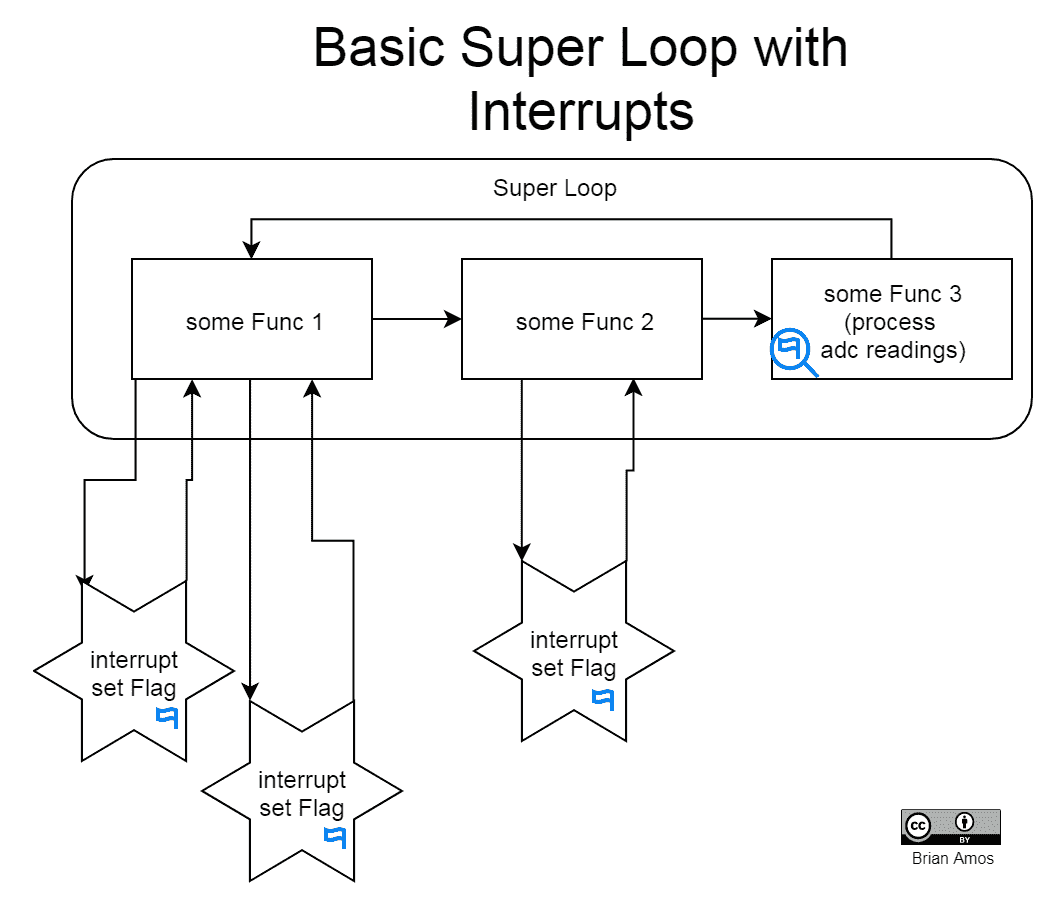 Basic Super Loop with
Interrupts
Super Loop
some Func 1
some Func 2
some Func 3
(process
adc readings)
interrupt
set Flag
interrupt
set Flag
interrupt
set Flag
cc
BY
Brian Amos